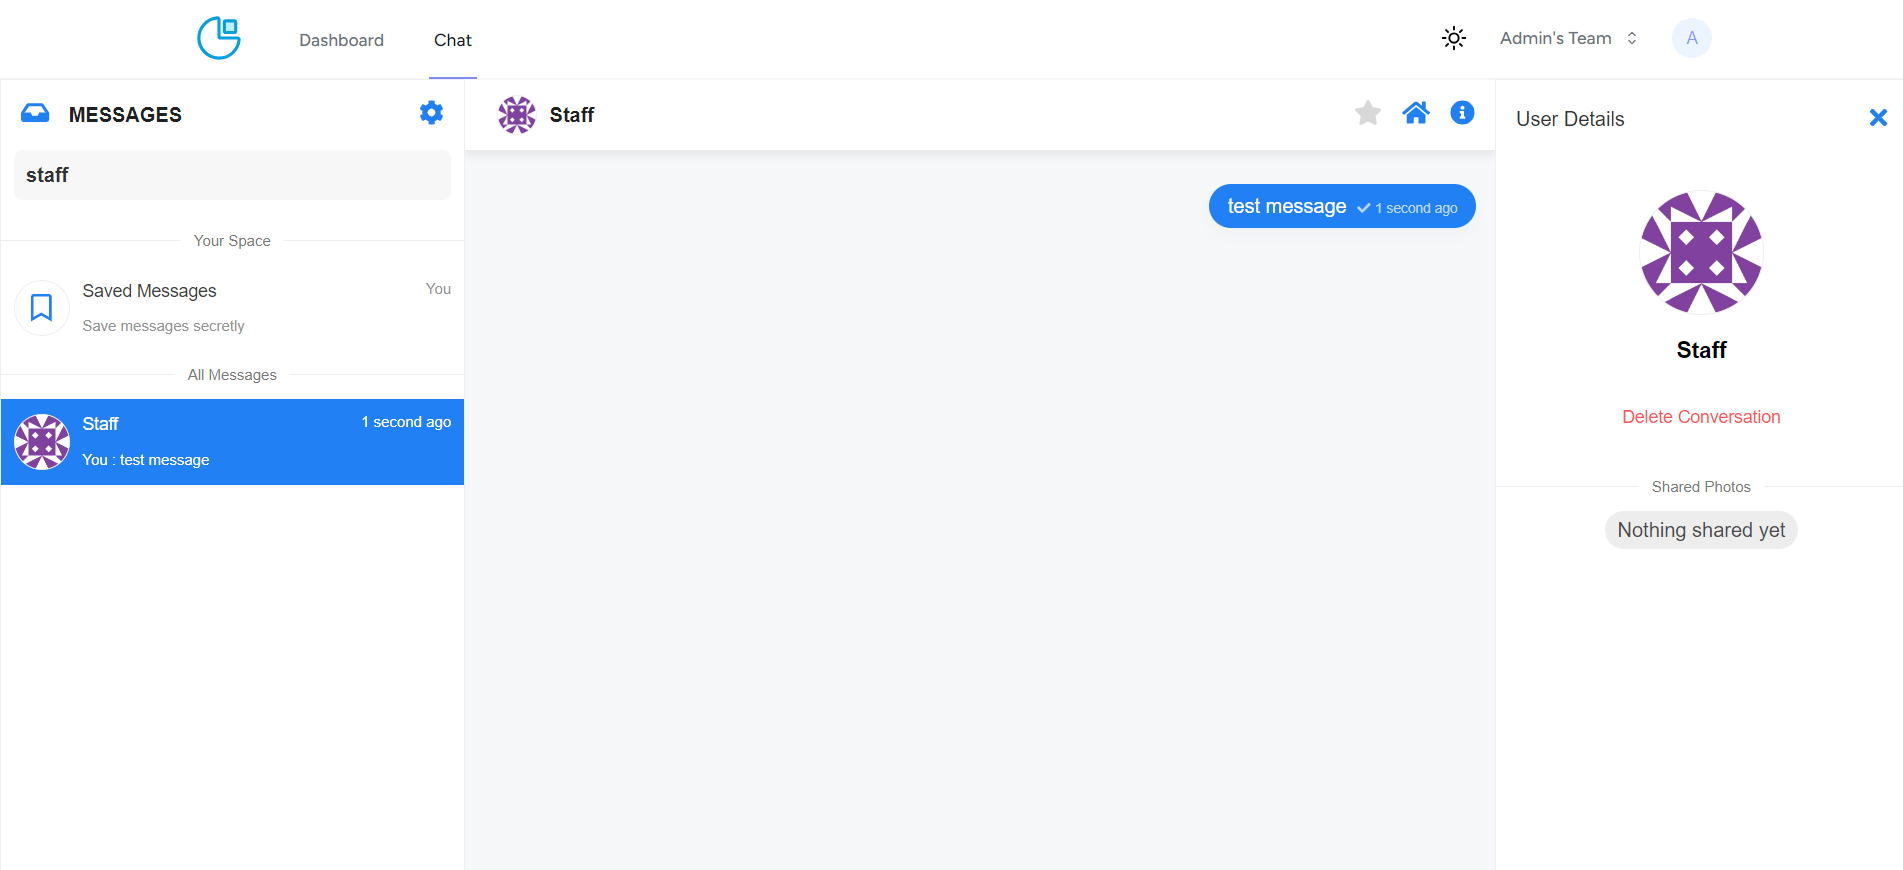 Dashboard
Chat
Admin's Team
A
MESSAGES
staff
Your Space
Saved Messages
You
Save messages secretly
All Messages
Staff
1 second ago
You : test message
Staff
test message 1 second ago
User Details
Staff
Delete Conversation
Shared Photos
Nothing shared yet